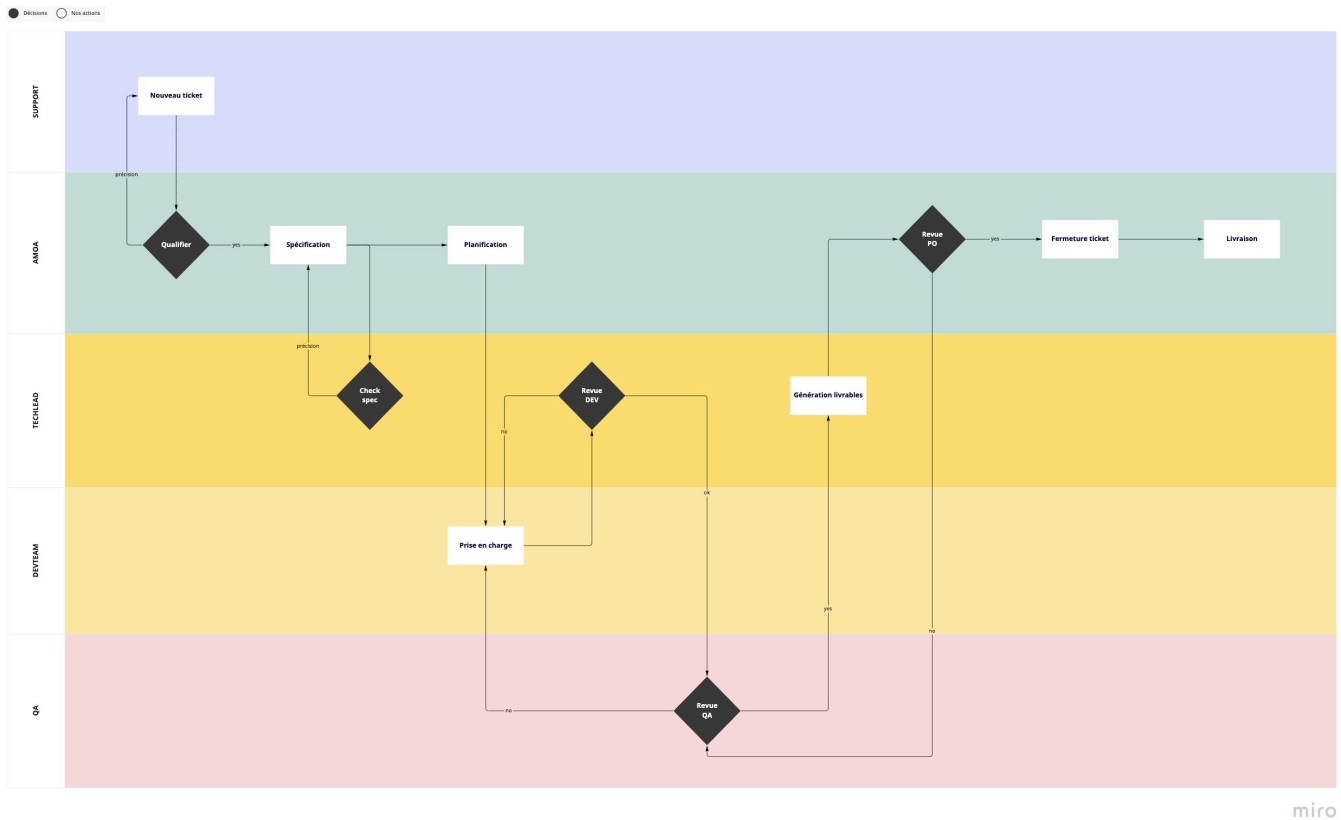 Décisions
Nos actions
SUPPORT
Nouveau ticket
précision
AMOA
Qualifier
yes
Spécification
Planification
Revue
PO
yes
Fermeture ticket
Livraison
TECHLEAD
précision
Check
spec
Revue
DEV
no
Génération livrables
ok
DEVTEAM
Prise en charge
yes
no
QA
no
Revue
QA
miro